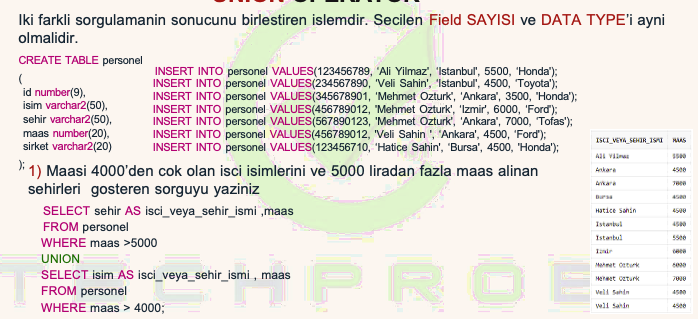 UNION OPERATOR
Iki farkli sorgulamanin sonucunu birlestiren islemdir. Secilen Field SAYISI ve DATA TYPE'i ayni
olmalidir.
CREATE TABLE personel
(
id number(9),
isim varchar2(50),
sehir varchar2(50),
maas number(20),
sirket varchar2(20)
);
INSERT INTO personel VALUES(123456789, 'Ali Yilmaz', 'Istanbul', 5500, 'Honda');
INSERT INTO personel VALUES(234567890, 'Veli Sahin', 'Istanbul', 4500, 'Toyota');
INSERT INTO personel VALUES(345678901, 'Mehmet Ozturk', 'Ankara', 3500, 'Honda');
INSERT INTO personel VALUES(456789012, 'Mehmet Ozturk', 'Izmir', 6000, 'Ford');
INSERT INTO personel VALUES(567890123, 'Mehmet Ozturk', 'Ankara', 7000, 'Tofas');
INSERT INTO personel VALUES(456789012, 'Veli Sahin ', 'Ankara', 4500, 'Ford');
INSERT INTO personel VALUES(123456710, 'Hatice Sahin', 'Bursa', 4500, 'Honda');
1) Maasi 4000'den cok olan isci isimlerini ve 5000 liradan fazla maas alinan
sehirleri gosteren sorguyu yaziniz
SELECT sehir AS isci_veya_sehir_ismi ,maas
FROM personel
WHERE maas >5000
UNION
SELECT isim AS isci_veya_sehir_ismi , maas
FROM personel
WHERE maas > 4000;
ISCI_VEYA_SEHIR_ISMI MAAS
Ali Yilmaz 5500
Ankara 4500
Ankara 7000
Bursa 4500
Hatice Sahin 4500
Istanbul 4500
Istanbul 5500
Izmir 6000
Mehmet Ozturk 6000
Mehmet Ozturk 7000
Veli Sahin 4500
Veli Sahin 4500
TECHPROE